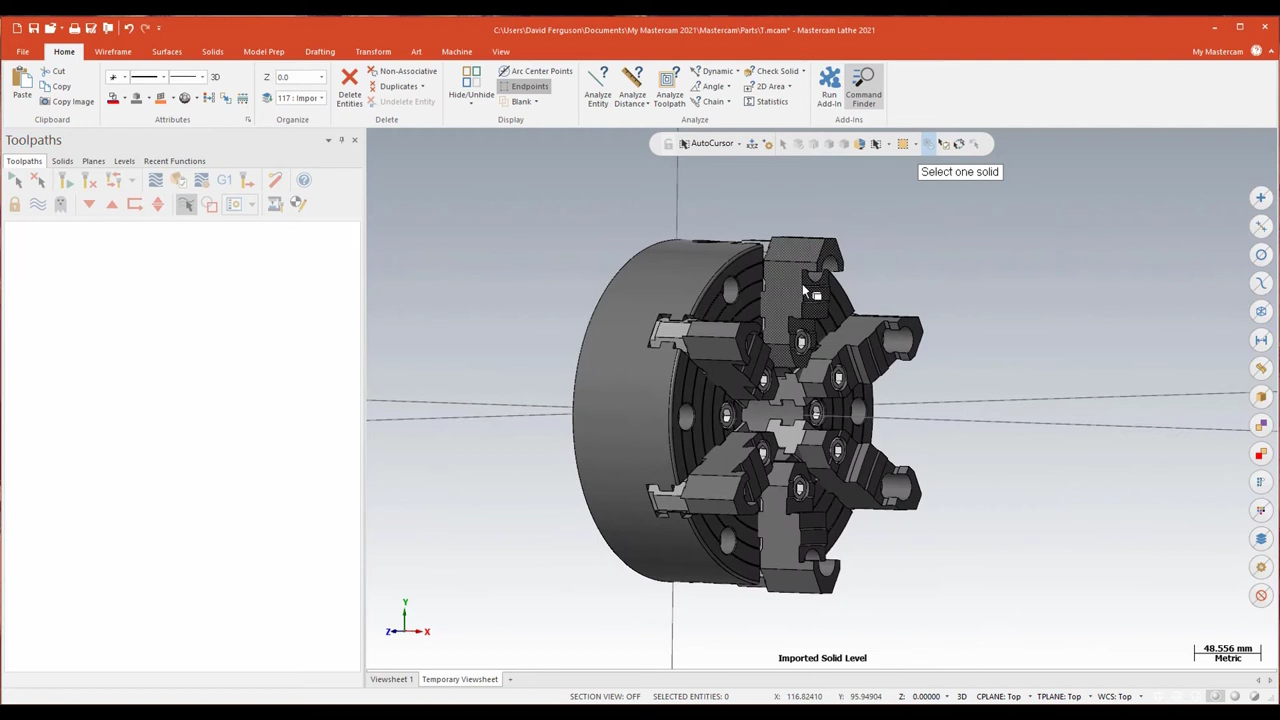 C:\Users\David Ferguson\Documents\My Mastercam 2021\Mastercam\Parts\T.mcam* - Mastercam Lathe 2021
File Home Wireframe Surfaces Solids Model Prep Drafting Transform Art Machine View My Mastercam
Paste Cut Copy Copy Image
Clipboard
3D
Attributes
Z 0.0
117 : Impor
Organize
Delete Entities Non-Associative Duplicates Undelete Entity
Delete
Hide/Unhide Arc Center Points Endpoints Blank
Display
Analyze Entity Analyze Distance Analyze Toolpath Dynamic Angle Chain Check Solid 2D Area Statistics
Analyze
Run Add-In Command Finder
Add-Ins
Toolpaths
Toolpaths Solids Planes Levels Recent Functions
G1
AutoCursor
Select one solid
Y
Z X
Imported Solid Level
48.556 mm
Metric
Viewsheet 1 Temporary Viewsheet +
SECTION VIEW: OFF SELECTED ENTITIES: 0 X: 116.82410 Y: 95.94904 Z: 0.00000 3D CPLANE: Top TPLANE: Top WCS: Top